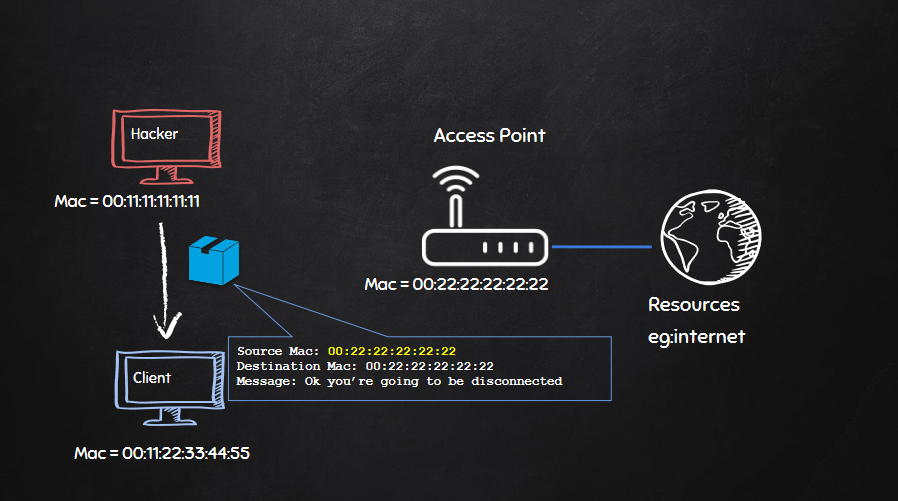 Hacker
Mac = 00:11:11:11:11:11
Access Point
Mac = 00:22:22:22:22:22
Resources
eg:internet
Source Mac: 00:22:22:22:22:22
Destination Mac: 00:22:22:22:22:22
Message: Ok you're going to be disconnected
Client
Mac = 00:11:22:33:44:55